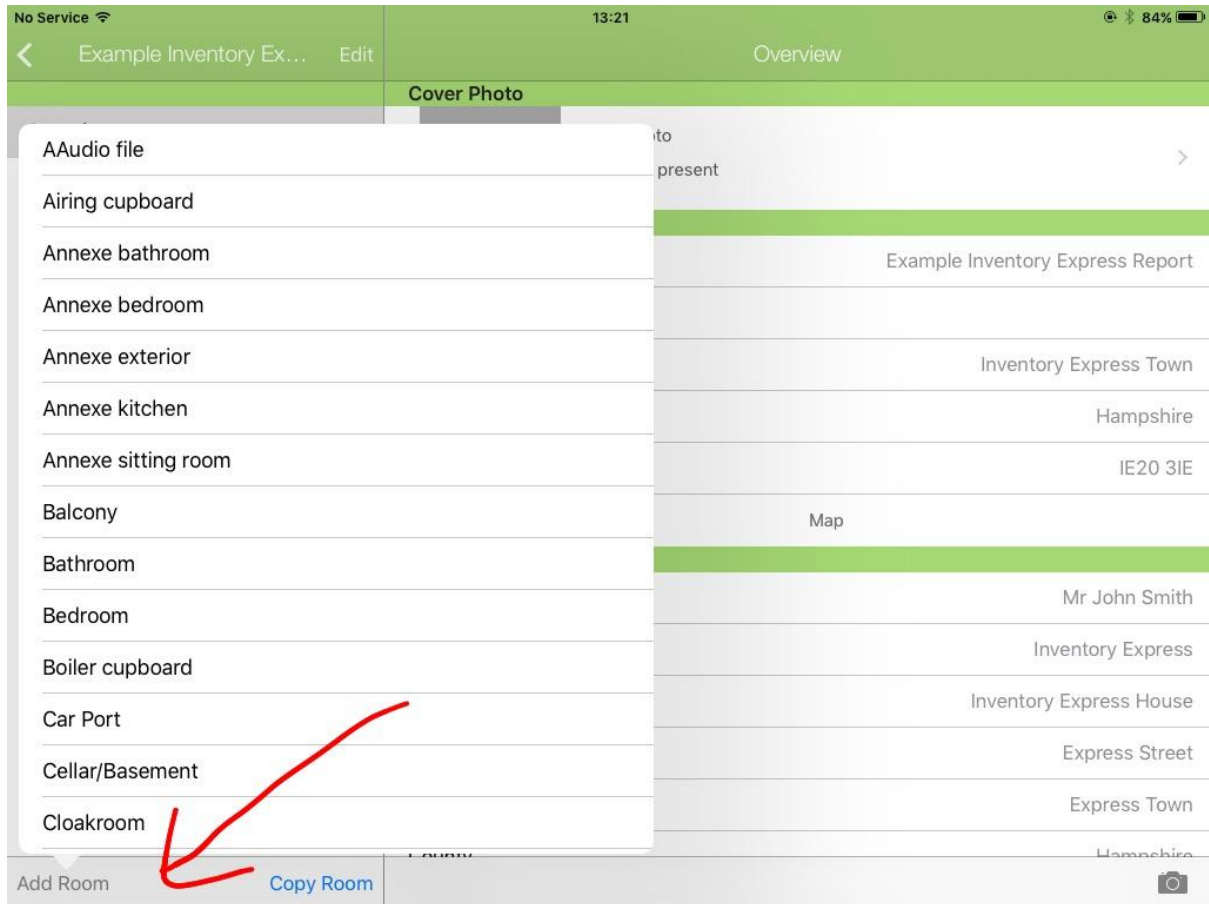 No Service 13:21 84%
Example Inventory Ex... Edit Overview
Cover Photo
AAudio file
Airing cupboard
Annexe bathroom
Annexe bedroom
Annexe exterior
Annexe kitchen
Annexe sitting room
Balcony
Bathroom
Bedroom
Boiler cupboard
Car Port
Cellar/Basement
Cloakroom
Add Room Copy Room
present
Example Inventory Express Report
Inventory Express Town
Hampshire
IE20 3IE
Map
Mr John Smith
Inventory Express
Inventory Express House
Express Street
Express Town
County Hampshire